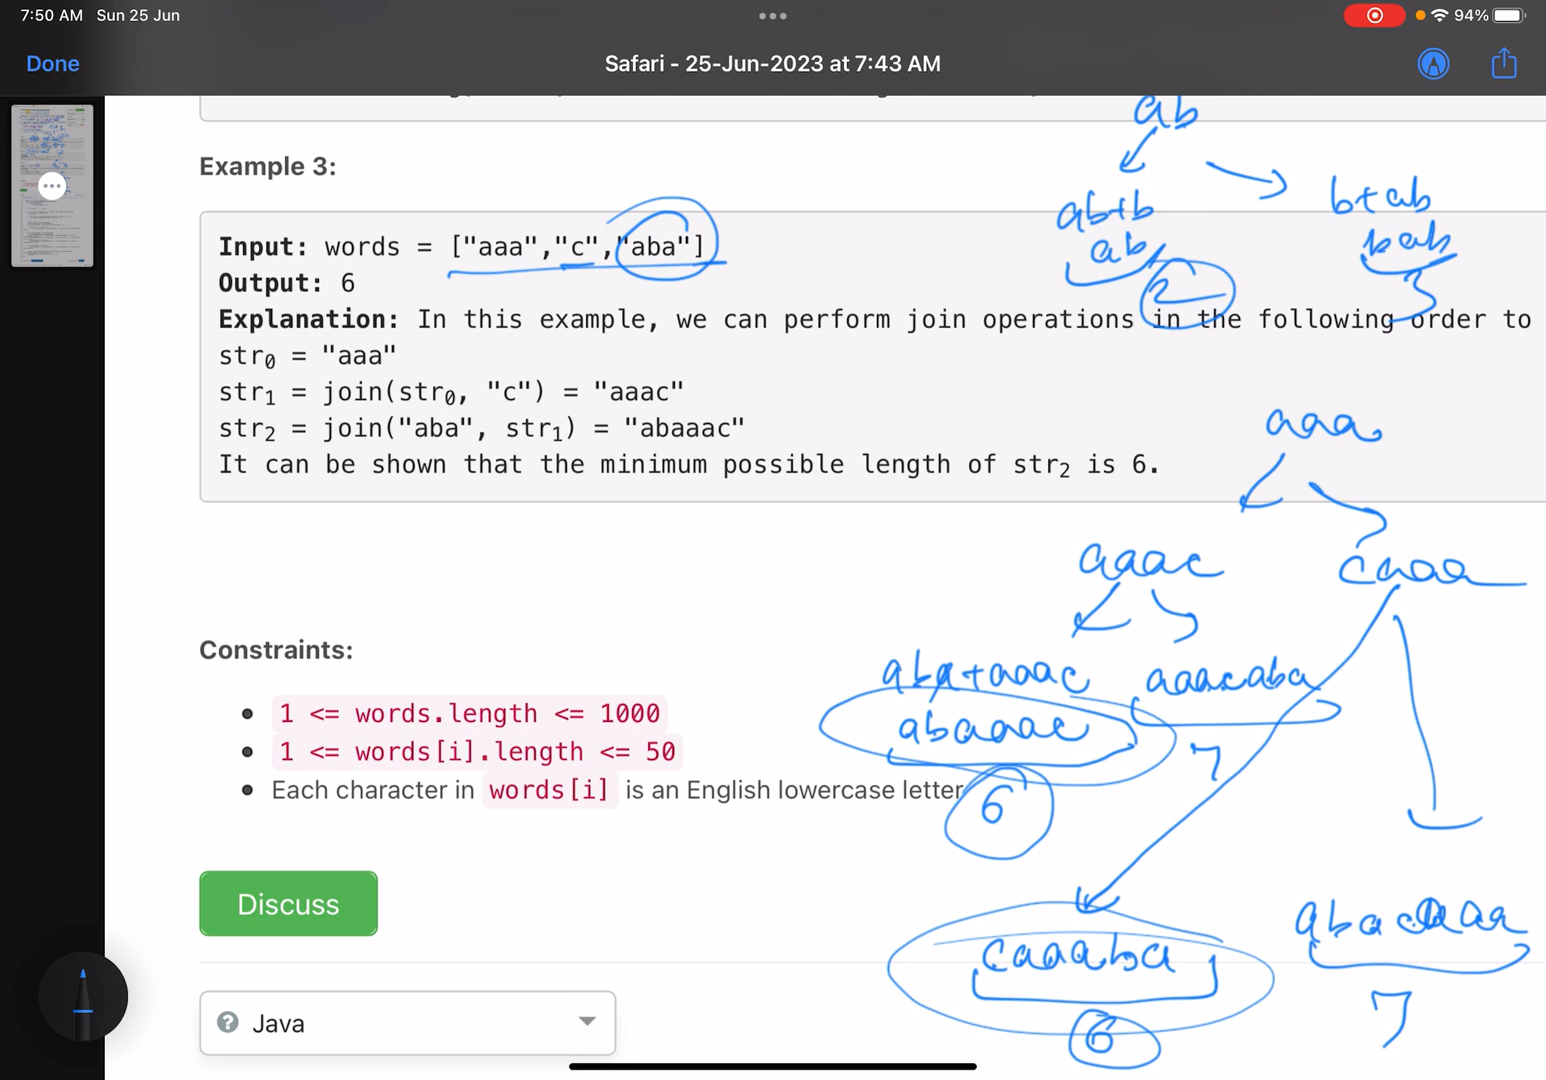 7:50 AM Sun 25 Jun
94%
Done
Safari - 25-Jun-2023 at 7:43 AM
ab
Example 3:
ab+b
b+ab
ab
bab
2
3
Input: words = ["aaa","c","aba"]
Output: 6
Explanation: In this example, we can perform join operations in the following order to
str0 = "aaa"
str1 = join(str0, "c") = "aaac"
str2 = join("aba", str1) = "abaaac"
It can be shown that the minimum possible length of str2 is 6.
aaa
aaac
caaa
Constraints:
aba+aaac
aaacaba
1 <= words.length <= 1000
abaaac
1 <= words[i].length <= 50
7
Each character in words[i] is an English lowercase letter
6
Discuss
abacaaa
caaaba
7
6
Java